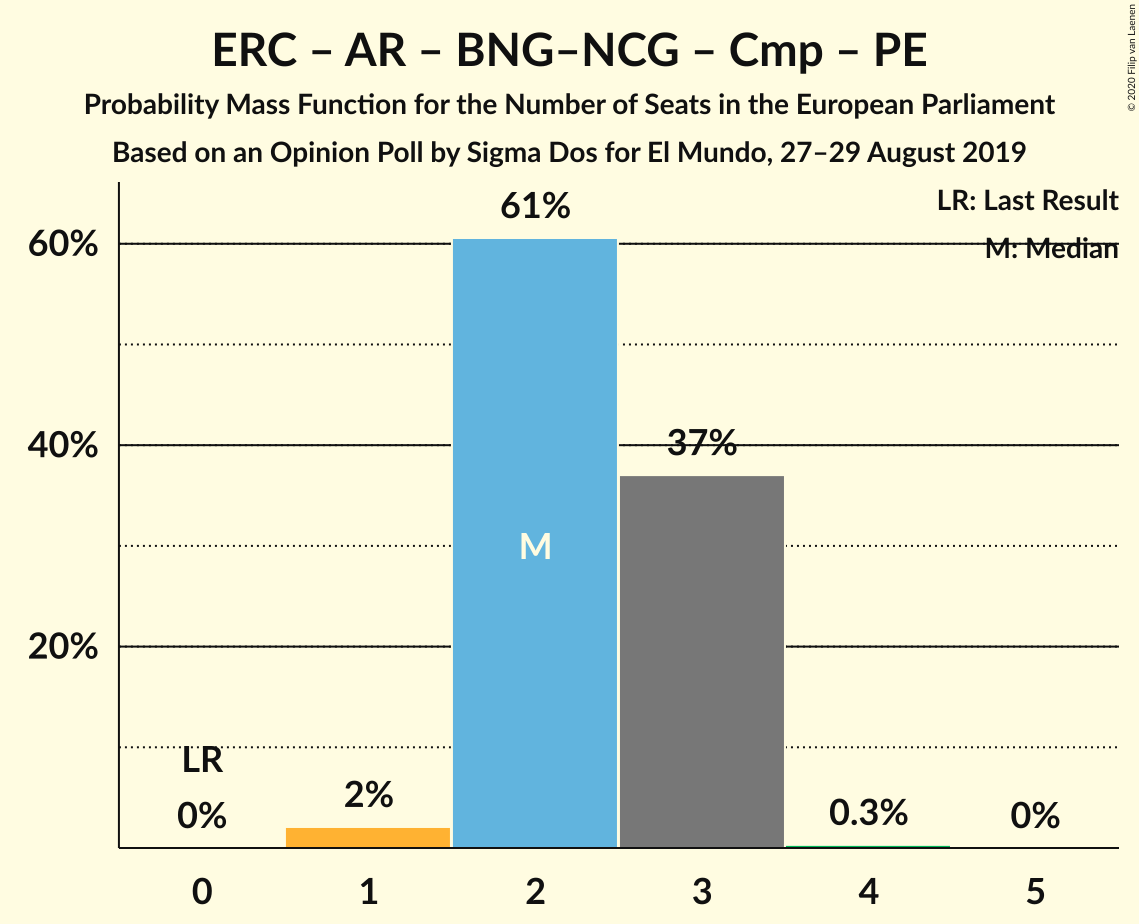 ERC – AR – BNG–NCG – Cmp – PE
Probability Mass Function for the Number of Seats in the European Parliament
Based on an Opinion Poll by Sigma Dos for El Mundo, 27–29 August 2019
© 2020 Filip van Laenen
LR: Last Result
M: Median
60%
40%
20%
61%
37%
M
LR
0%
2%
0.3%
0%
0 1 2 3 4 5